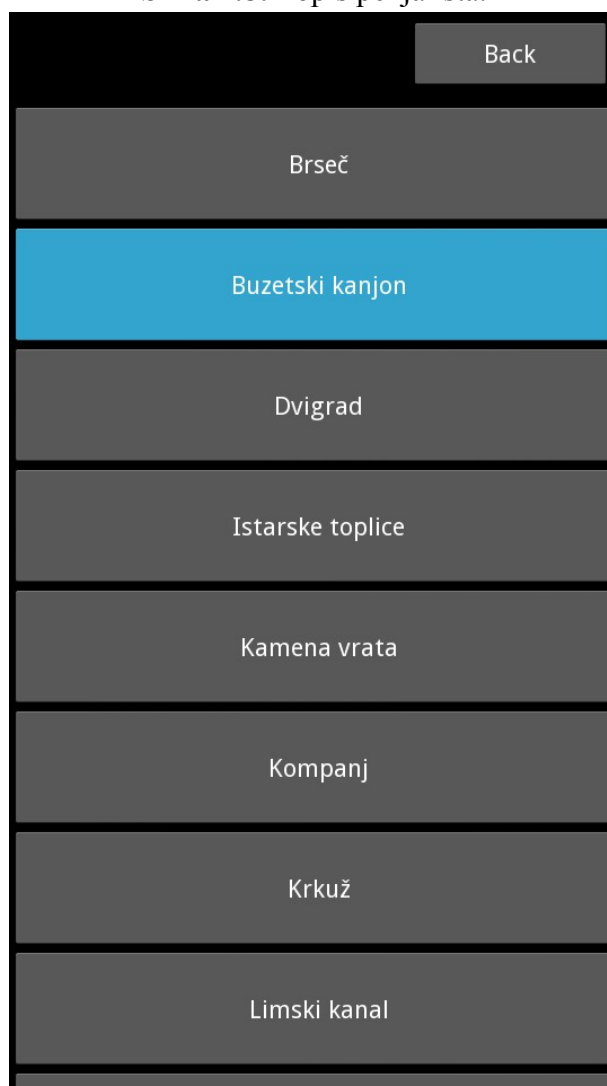 Back
Brseč
Buzetski kanjon
Dvigrad
Istarske toplice
Kamena vrata
Kompanj
Krkuž
Limski kanal